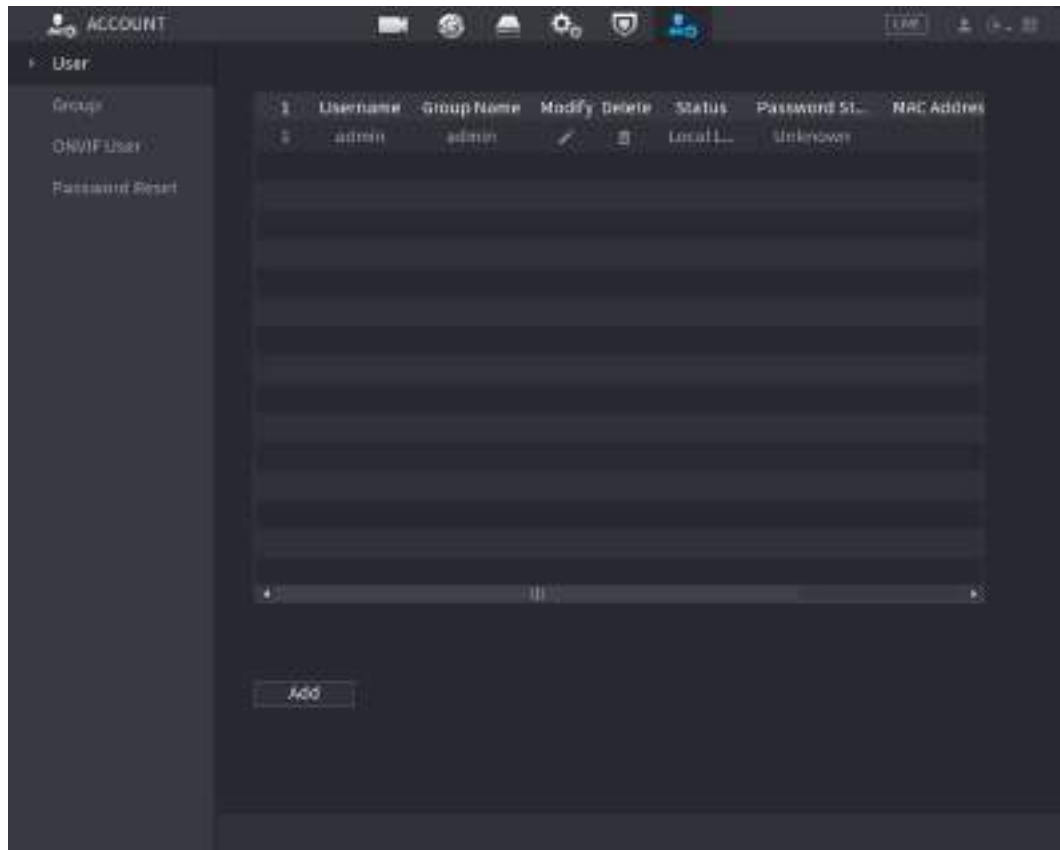 ACCOUNT LIVE
User
Group
ONVIF User
Password Reset
1 Username Group Name Modify Delete Status Password St... MAC Addres
1 admin admin Local L... Unknown
Add